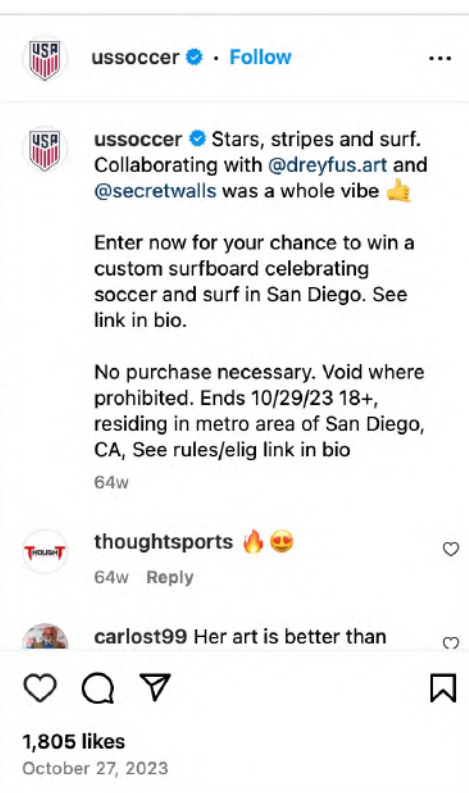 USA
ussoccer · Follow
USA
ussoccer Stars, stripes and surf.
Collaborating with @dreyfus.art and
@secretwalls was a whole vibe 🤙
Enter now for your chance to win a
custom surfboard celebrating
soccer and surf in San Diego. See
link in bio.
No purchase necessary. Void where
prohibited. Ends 10/29/23 18+,
residing in metro area of San Diego,
CA, See rules/elig link in bio
64w
THOUGHT
thoughtsports 🔥😍
64w Reply
carlost99 Her art is better than
1,805 likes
October 27, 2023